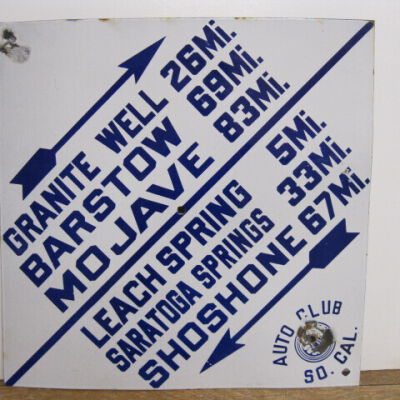 GRANITE WELL 26Mi.
BARSTOW 69Mi.
MOJAVE 83Mi.
LEACH SPRING 5Mi.
SARATOGA SPRINGS 33Mi.
SHOSHONE 67Mi.
AUTO CLUB
SO. CAL.